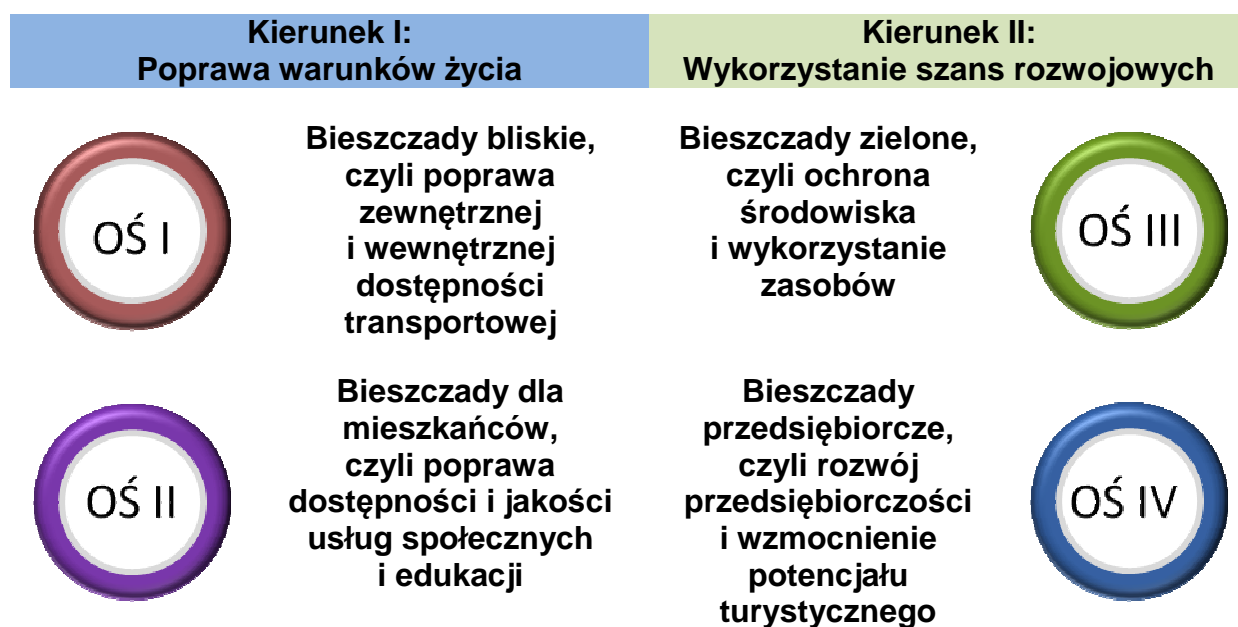 Kierunek I:
Poprawa warunków życia
Kierunek II:
Wykorzystanie szans rozwojowych
OŚ I
Bieszczady bliskie,
czyli poprawa
zewnętrznej
i wewnętrznej
dostępności
transportowej
Bieszczady zielone,
czyli ochrona
środowiska
i wykorzystanie
zasobów
OŚ III
OŚ II
Bieszczady dla
mieszkańców,
czyli poprawa
dostępności i jakości
usług społecznych
i edukacji
Bieszczady
przedsiębiorcze,
czyli rozwój
przedsiębiorczości
i wzmocnienie
potencjału
turystycznego
OŚ IV